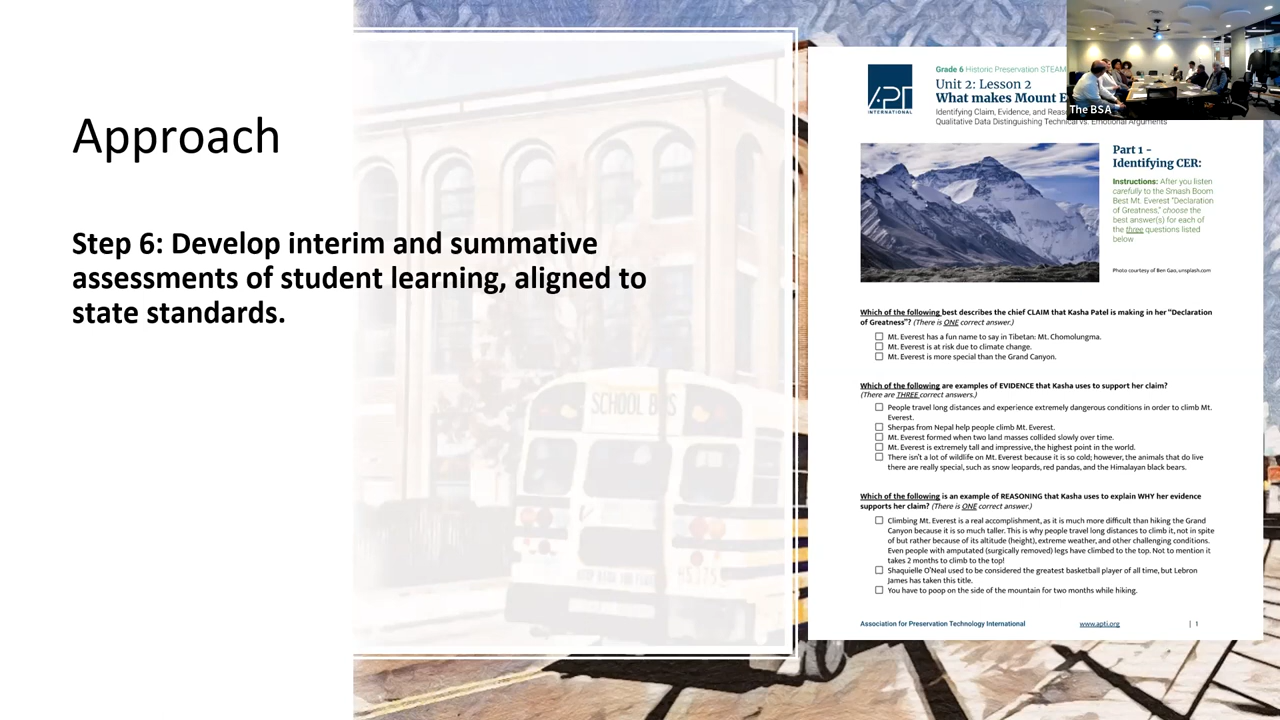 Approach
Step 6: Develop interim and summative
assessments of student learning, aligned to
state standards.
SCHOOL BUS
APT
INTERNATIONAL
Grade 6 Historic Preservation STEAM
Unit 2: Lesson 2
What makes Mount E
Identifying Claim, Evidence, and Reas
Qualitative Data Distinguishing Technical vs. Emotional Arguments
The BSA
Part 1 -
Identifying CER:
Instructions: After you listen
carefully to the Smash Boom
Best Mt. Everest "Declaration
of Greatness," choose the
best answer(s) for each of
the three questions listed
below
Photo courtesy of Ben Gao, unsplash.com
Which of the following best describes the chief CLAIM that Kasha Patel is making in her "Declaration
of Greatness"? (There is ONE correct answer.)
Mt. Everest has a fun name to say in Tibetan: Mt. Chomolungma.
Mt. Everest is at risk due to climate change.
Mt. Everest is more special than the Grand Canyon.
Which of the following are examples of EVIDENCE that Kasha uses to support her claim?
(There are THREE correct answers.)
People travel long distances and experience extremely dangerous conditions in order to climb Mt.
Everest.
Sherpas from Nepal help people climb Mt. Everest.
Mt. Everest formed when two land masses collided slowly over time.
Mt. Everest is extremely tall and impressive, the highest point in the world.
There isn't a lot of wildlife on Mt. Everest because it is so cold; however, the animals that do live
there are really special, such as snow leopards, red pandas, and the Himalayan black bears.
Which of the following is an example of REASONING that Kasha uses to explain WHY her evidence
supports her claim? (There is ONE correct answer.)
Climbing Mt. Everest is a real accomplishment, as it is much more difficult than hiking the Grand
Canyon because it is so much taller. This is why people travel long distances to climb it, not in spite
of but rather because of its altitude (height), extreme weather, and other challenging conditions.
Even people with amputated (surgically removed) legs have climbed to the top. Not to mention it
takes 2 months to climb to the top!
Shaquielle O'Neal used to be considered the greatest basketball player of all time, but Lebron
James has taken this title.
You have to poop on the side of the mountain for two months while hiking.
Association for Preservation Technology International
www.apti.org
| 1